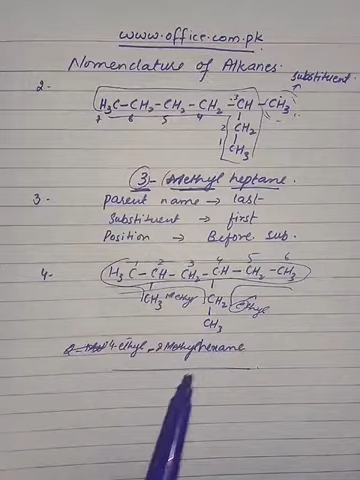 www.office.com.pk
Nomenclature of Alkanes.
substituent
2-
H₃C-CH₂-CH₂-CH₂-CH-CH₃
7 6 5 4 3
2 CH₂
1 CH₃
3-Methyl heptane.
3- parent name → last
Substituent → first
Position → Before sub.
4-
1 2 3 4 5 6
H₃C-CH-CH₂-CH-CH₂-CH₃
CH₃ methyl CH₂ ethyl
CH₃
4-ethyl-2Methylhexane